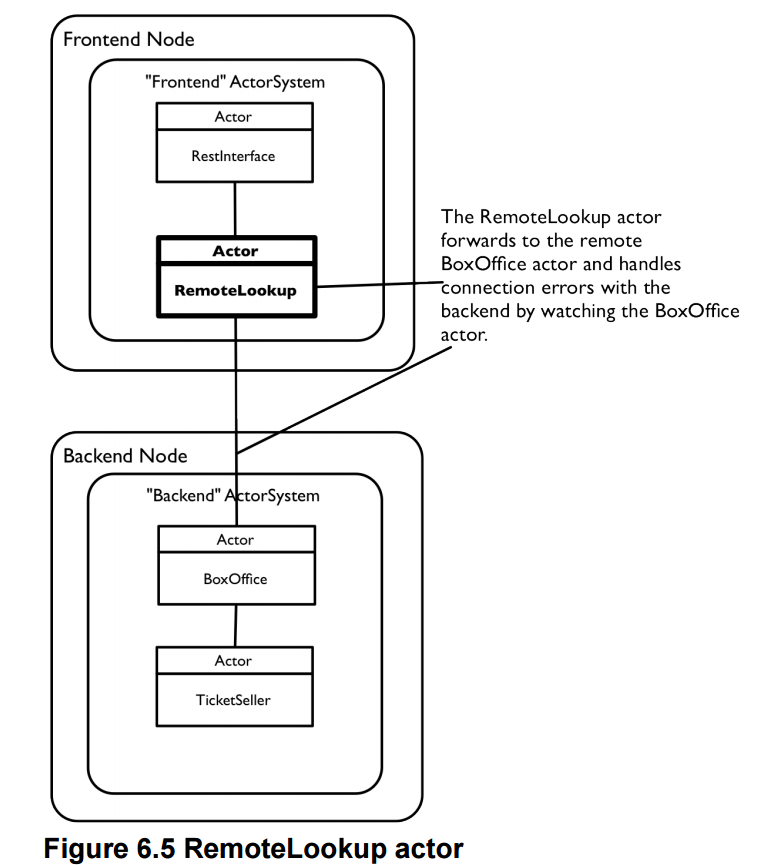 Frontend Node
"Frontend" ActorSystem
Actor
RestInterface
Actor
RemoteLookup
The RemoteLookup actor
forwards to the remote
BoxOffice actor and handles
connection errors with the
backend by watching the BoxOffice
actor.
Backend Node
"Backend" ActorSystem
Actor
BoxOffice
Actor
TicketSeller
Figure 6.5 RemoteLookup actor